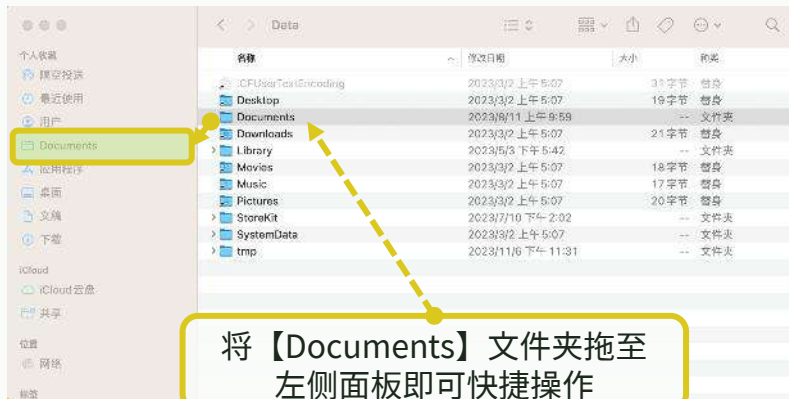 Data
个人收藏
隔空投送
最近使用
用户
Documents
应用程序
桌面
文稿
下载
iCloud
iCloud云盘
共享
位置
网络
标签
名称 修改日期 大小 种类
.CFUserTextEncoding 2023/3/2 上午 5:07 31字节 替身
Desktop 2023/3/2 上午 5:07 19字节 替身
Documents 2023/8/11 上午 9:59 -- 文件夹
Downloads 2023/3/2 上午 5:07 21字节 替身
Library 2023/5/3 下午 5:42 -- 文件夹
Movies 2023/3/2 上午 5:07 18字节 替身
Music 2023/3/2 上午 5:07 17字节 替身
Pictures 2023/3/2 上午 5:07 20字节 替身
StoreKit 2023/7/10 下午 2:02 -- 文件夹
SystemData 2023/3/2 上午 5:07 -- 文件夹
tmp 2023/11/6 下午 11:31 -- 文件夹
将【Documents】文件夹拖至
左侧面板即可快捷操作